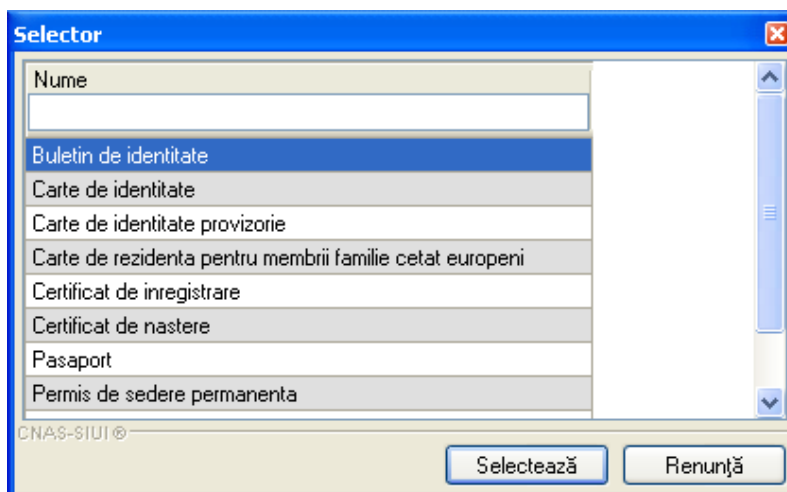 Selector
Nume
Buletin de identitate
Carte de identitate
Carte de identitate provizorie
Carte de rezidenta pentru membrii familie cetat europeni
Certificat de inregistrare
Certificat de nastere
Pasaport
Permis de sedere permanenta
CNAS-SIUI®
Selectează Renunţă